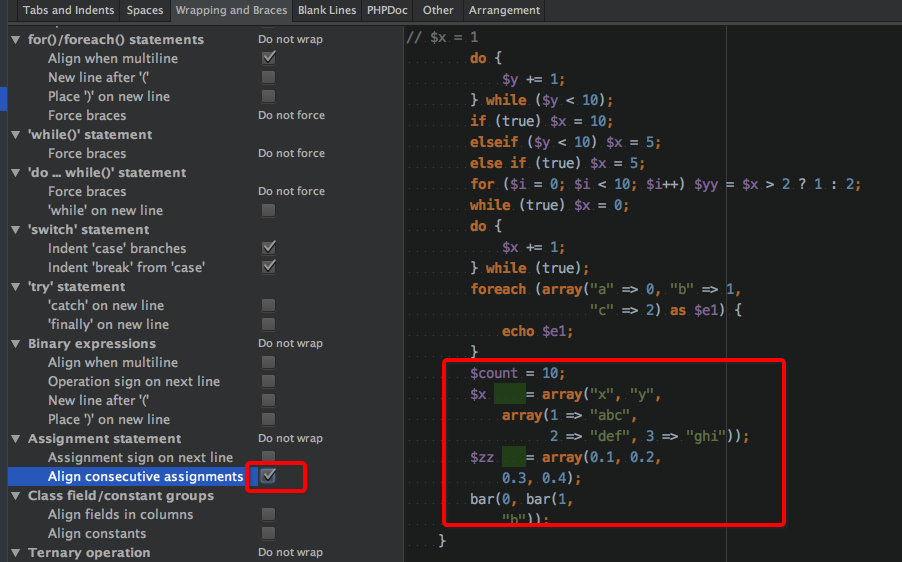 Tabs and Indents Spaces Wrapping and Braces Blank Lines PHPDoc Other Arrangement
for()/foreach() statements Do not wrap
Align when multiline
New line after '('
Place ')' on new line
Force braces Do not force
'while()' statement
Force braces Do not force
'do ... while()' statement
Force braces Do not force
'while' on new line
'switch' statement
Indent 'case' branches
Indent 'break' from 'case'
'try' statement
'catch' on new line
'finally' on new line
Binary expressions Do not wrap
Align when multiline
Operation sign on next line
New line after '('
Place ')' on new line
Assignment statement Do not wrap
Assignment sign on next line
Align consecutive assignments
Class field/constant groups
Align fields in columns
Align constants
Ternary operation Do not wrap
// $x = 1
do {
$y += 1;
} while ($y < 10);
if (true) $x = 10;
elseif ($y < 10) $x = 5;
else if (true) $x = 5;
for ($i = 0; $i < 10; $i++) $yy = $x > 2 ? 1 : 2;
while (true) $x = 0;
do {
$x += 1;
} while (true);
foreach (array("a" => 0, "b" => 1,
"c" => 2) as $e1) {
echo $e1;
}
$count = 10;
$x = array("x", "y",
array(1 => "abc",
2 => "def", 3 => "ghi"));
$zz = array(0.1, 0.2,
0.3, 0.4);
bar(0, bar(1,
"b"));
}